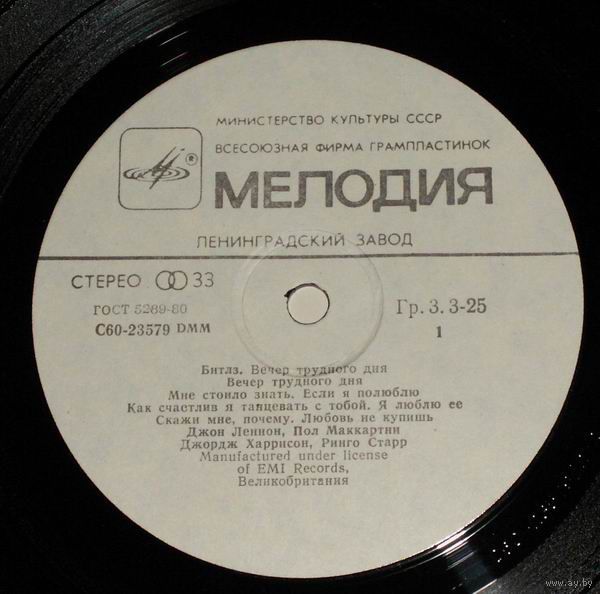 МИНИСТЕРСТВО КУЛЬТУРЫ СССР
ВСЕСОЮЗНАЯ ФИРМА ГРАМПЛАСТИНОК
®
МЕЛОДИЯ
ЛЕНИНГРАДСКИЙ ЗАВОД
СТЕРЕО 33
ГОСТ 5289-80
С60-23579 DMM
Гр. 3. 3-25
1
Битлз. Вечер трудного дня
Вечер трудного дня
Мне стоило знать. Если я полюблю
Как счастлив я танцевать с тобой. Я люблю ее
Скажи мне, почему. Любовь не купишь
Джон Леннон, Пол Маккартни
Джордж Харрисон, Ринго Старр
Manufactured under license
of EMI Records,
Великобритания
www.ay.by